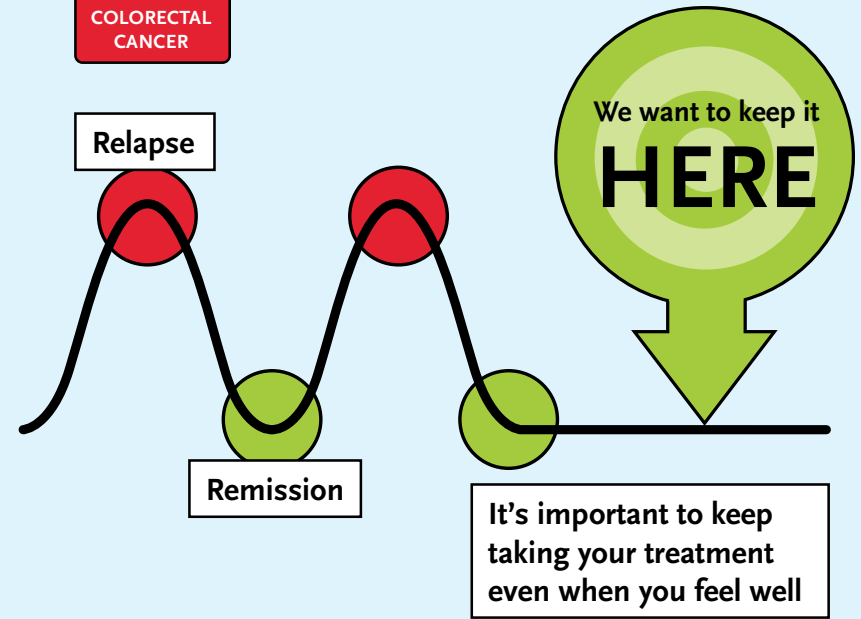 COLORECTAL
CANCER
Relapse
We want to keep it
HERE
Remission
It's important to keep
taking your treatment
even when you feel well